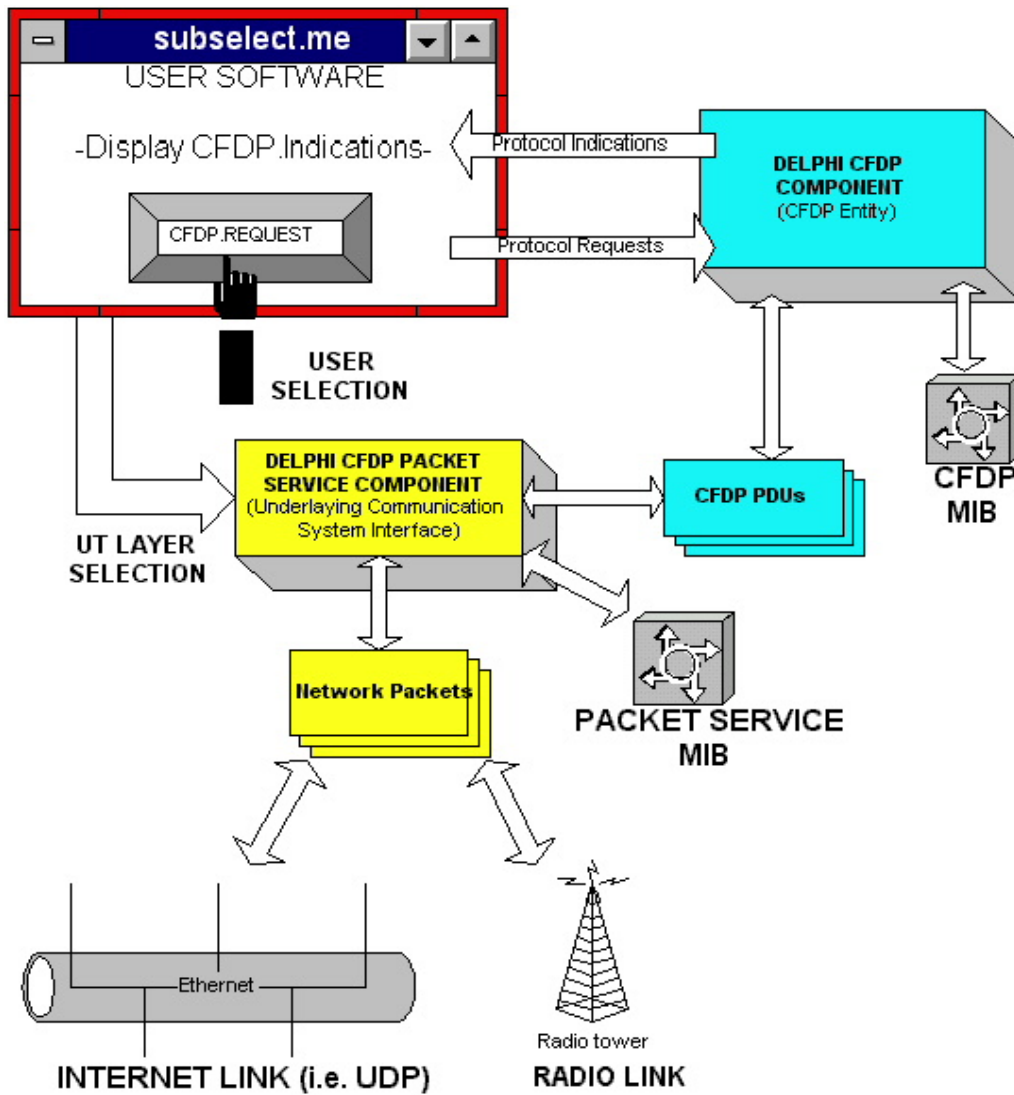 subselect.me
USER SOFTWARE
-Display CFDP.Indications-
CFDP.REQUEST
Protocol Indications
Protocol Requests
DELPHI CFDP
COMPONENT
(CFDP Entity)
USER
SELECTION
CFDP
MIB
DELPHI CFDP PACKET
SERVICE COMPONENT
(Underlaying Communication
System Interface)
CFDP PDUs
UT LAYER
SELECTION
Network Packets
PACKET SERVICE
MIB
Ethernet
INTERNET LINK (i.e. UDP)
Radio tower
RADIO LINK